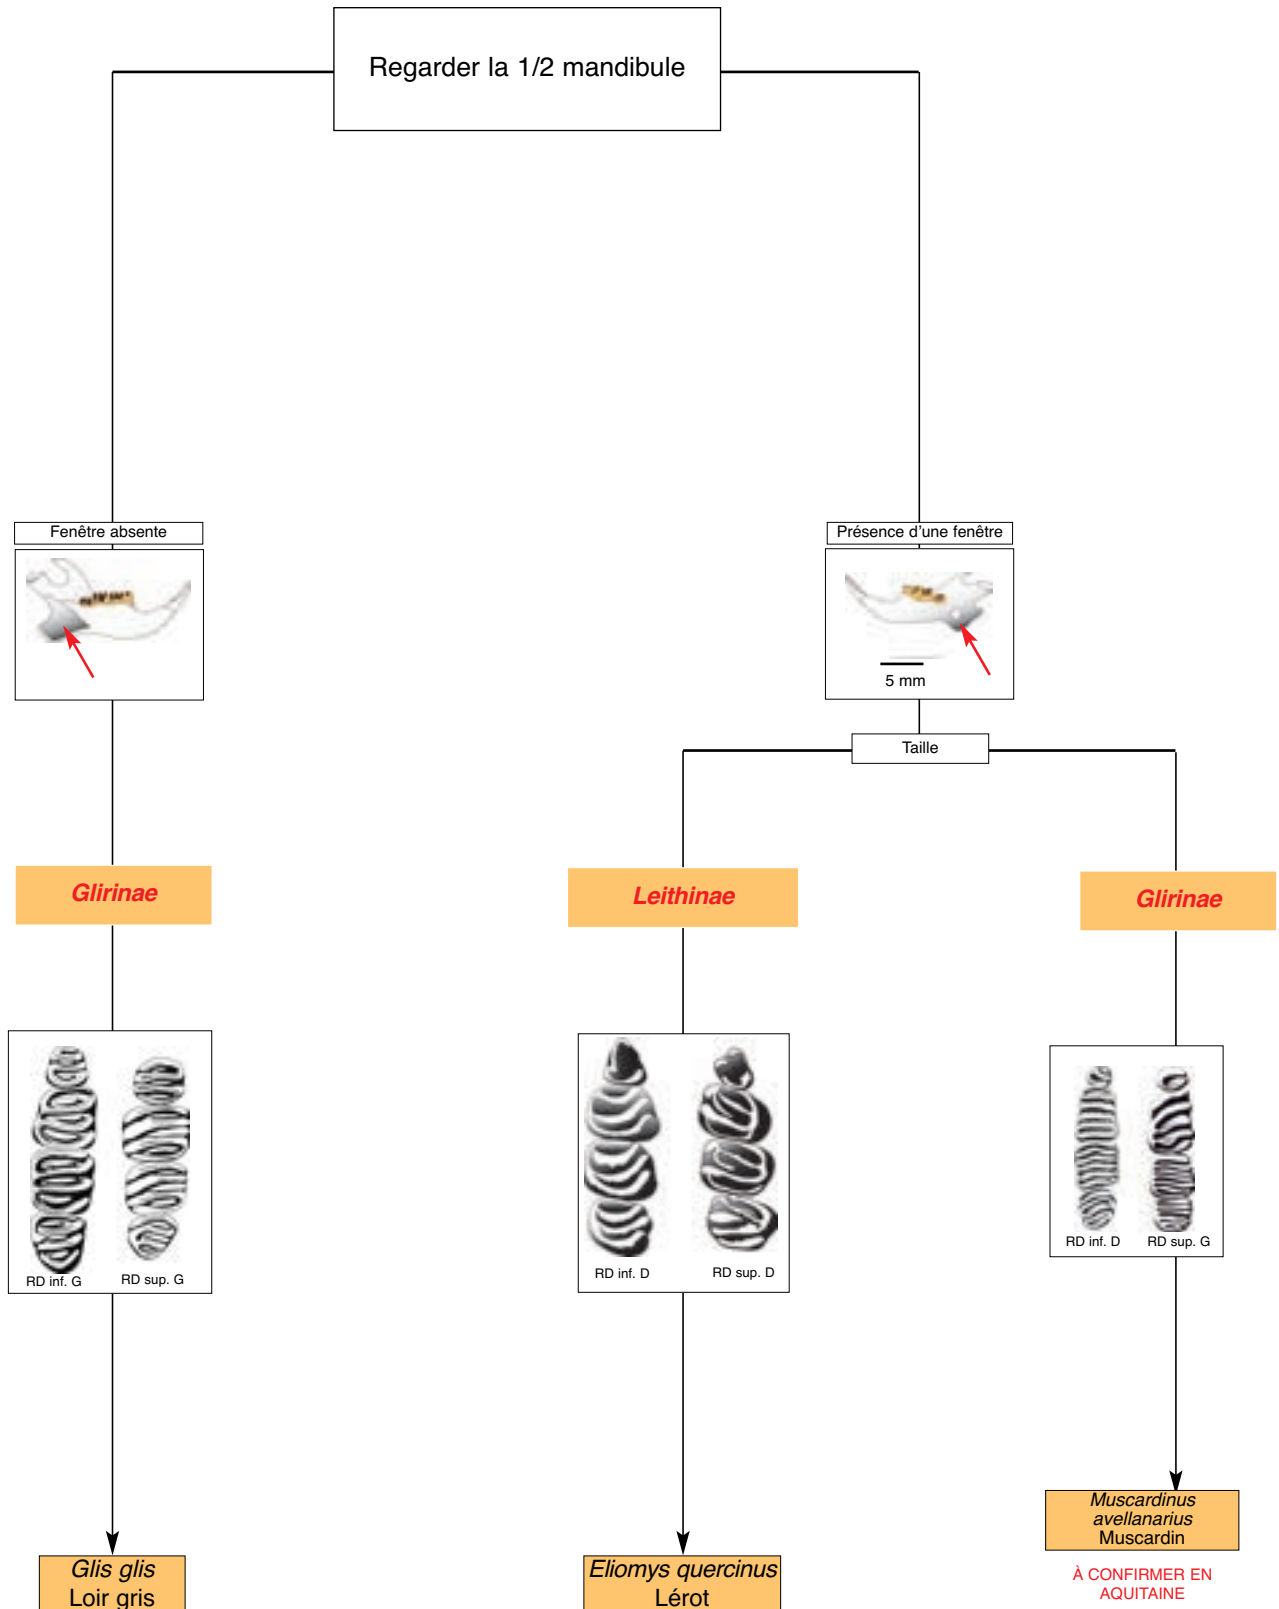 Regarder la 1/2 mandibule
Fenêtre absente
Présence d'une fenêtre
5 mm
Taille
Glirinae
Leithinae
Glirinae
RD inf. G
RD sup. G
RD inf. D
RD sup. D
RD inf. D
RD sup. G
Glis glis
Loir gris
Eliomys quercinus
Lérot
Muscardinus
avellanarius
Muscardin
À CONFIRMER EN
AQUITAINE